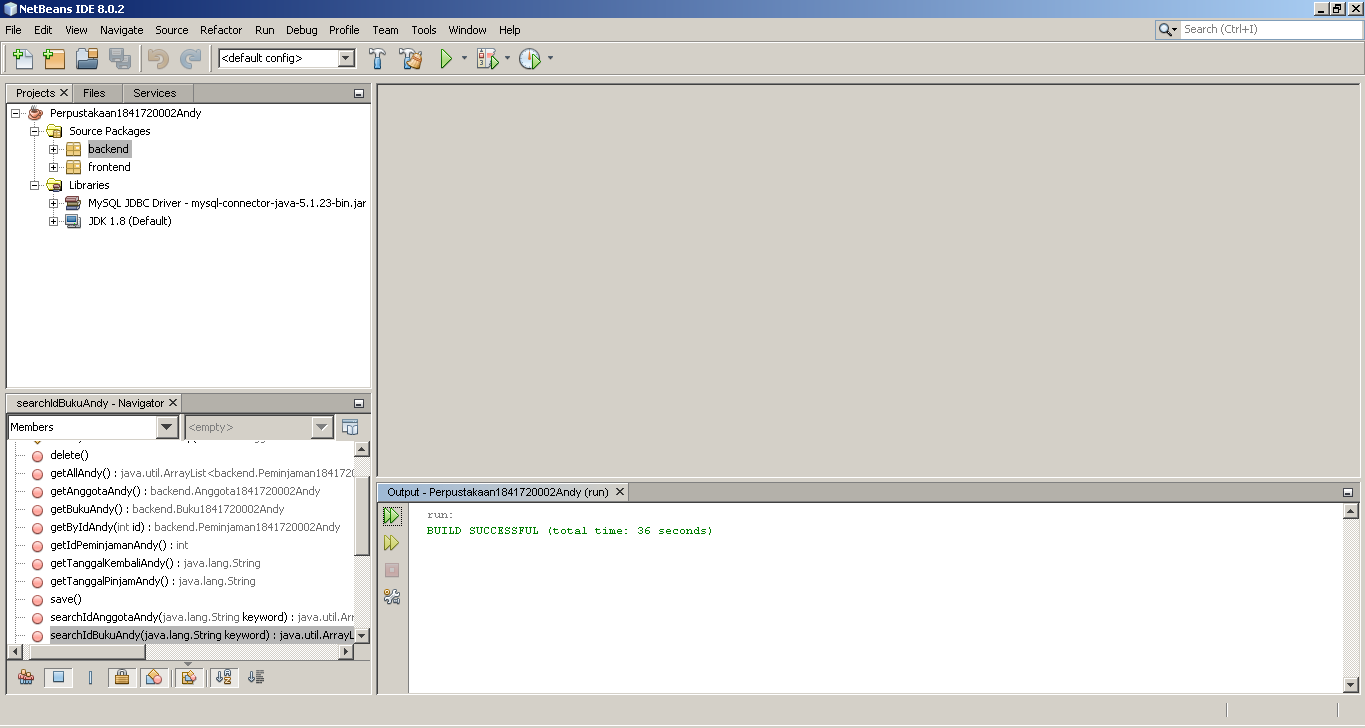 NetBeans IDE 8.0.2
File Edit View Navigate Source Refactor Run Debug Profile Team Tools Window Help
Search (Ctrl+I)
<default config>
Projects Files Services
Perpustakaan1841720002Andy
Source Packages
backend
frontend
Libraries
MySQL JDBC Driver - mysql-connector-java-5.1.23-bin.jar
JDK 1.8 (Default)
searchIdBukuAndy - Navigator
Members
<empty>
delete()
getAllAndy() : java.util.ArrayList<backend.Peminjaman184172
getAnggotaAndy() : backend.Anggota1841720002Andy
getBukuAndy() : backend.Buku1841720002Andy
getByIdAndy(int id) : backend.Peminjaman1841720002Andy
getIdPeminjamanAndy() : int
getTanggalKembaliAndy() : java.lang.String
getTanggalPinjamAndy() : java.lang.String
save()
searchIdAnggotaAndy(java.lang.String keyword) : java.util.Arr
searchIdBukuAndy(java.lang.String keyword) : java.util.ArrayL
Output - Perpustakaan1841720002Andy (run)
run:
BUILD SUCCESSFUL (total time: 36 seconds)